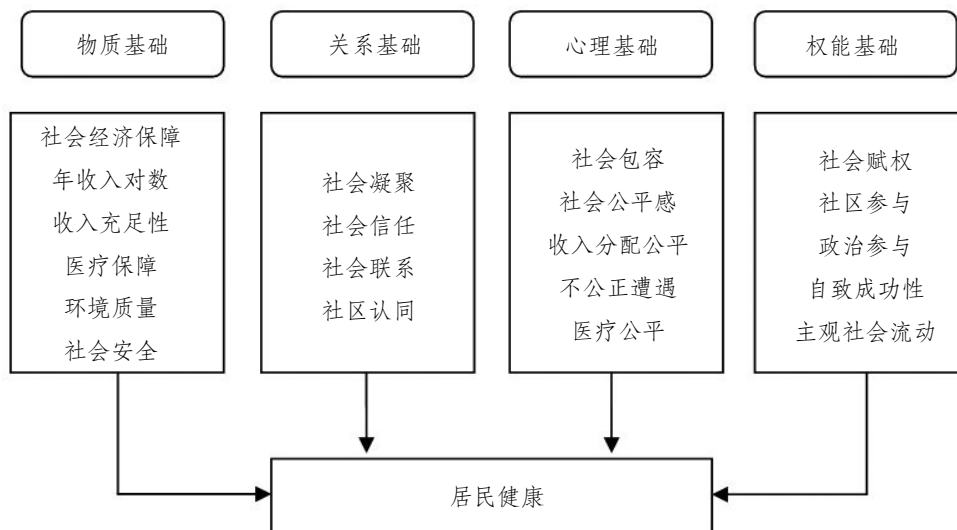 物质基础
关系基础
心理基础
权能基础
社会经济保障
年收入对数
收入充足性
医疗保障
环境质量
社会安全
社会凝聚
社会信任
社会联系
社区认同
社会包容
社会公平感
收入分配公平
不公正遭遇
医疗公平
社会赋权
社区参与
政治参与
自致成功性
主观社会流动
居民健康